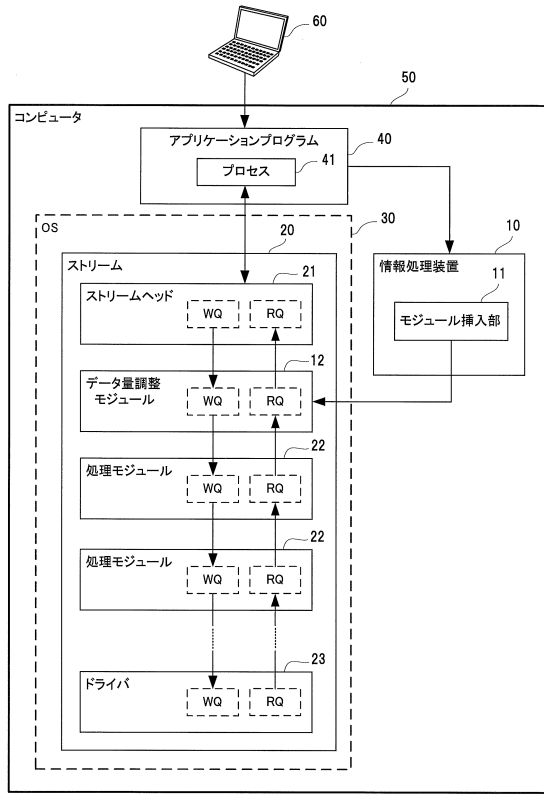 60
50
コンピュータ
アプリケーションプログラム
40
プロセス
41
OS
30
20
10
ストリーム
情報処理装置
21
11
ストリームヘッド
モジュール挿入部
WQ
RQ
12
データ量調整
モジュール
WQ
RQ
22
処理モジュール
WQ
RQ
22
処理モジュール
WQ
RQ
23
ドライバ
WQ
RQ